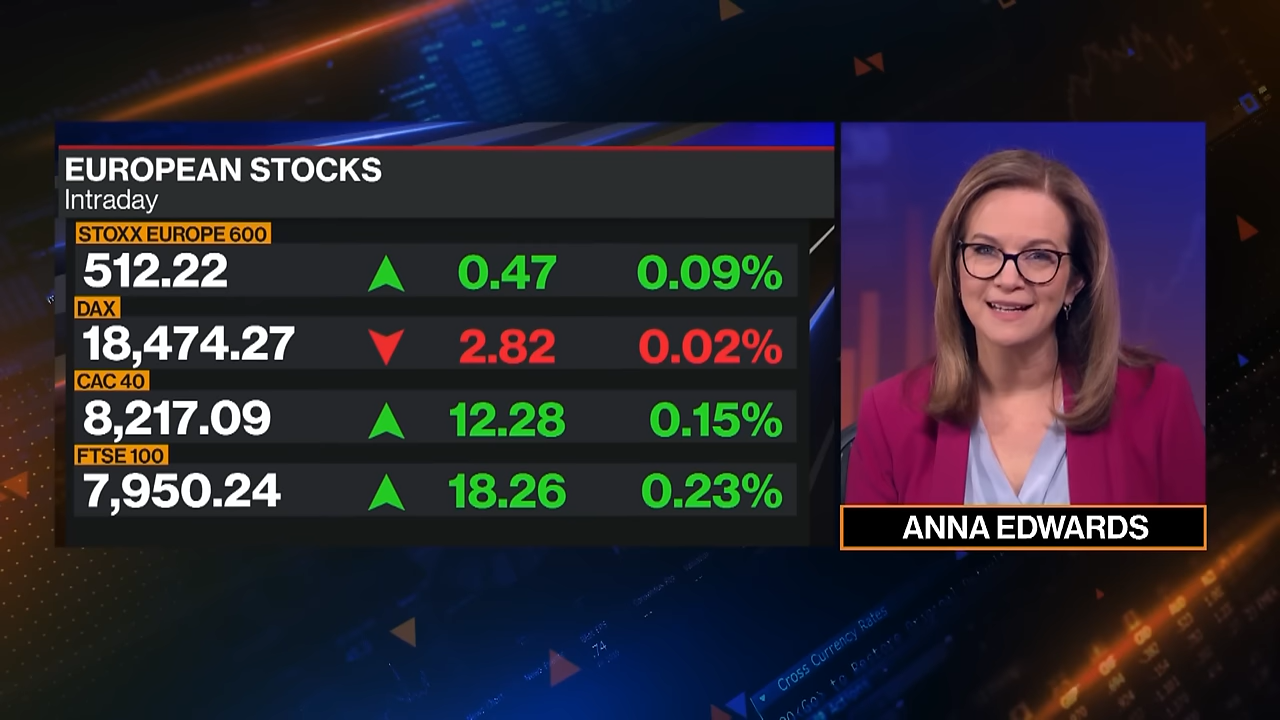 EUROPEAN STOCKS
Intraday
STOXX EUROPE 600
512.22 0.47 0.09%
DAX
18,474.27 2.82 0.02%
CAC 40
8,217.09 12.28 0.15%
FTSE 100
7,950.24 18.26 0.23%
ANNA EDWARDS
Cross Currency Rates